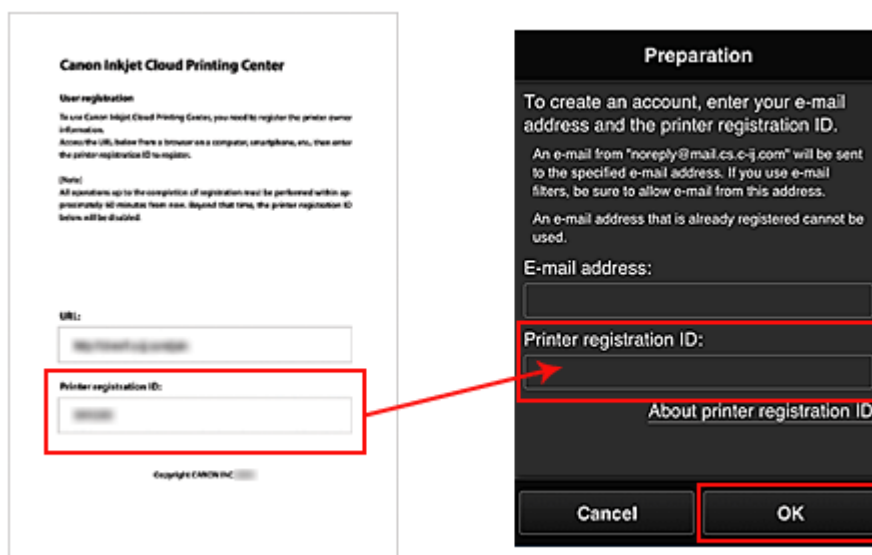 Canon Inkjet Cloud Printing Center
User registration
To use Canon Inkjet Cloud Printing Center, you need to register the printer owner
information.
Access the URL below from a browser on a computer, smartphone, etc., then enter
the printer registration ID to register.
[Note]
All operations up to the completion of registration must be performed within ap-
proximately 60 minutes from now. Beyond that time, the printer registration ID
below will be disabled.
URL:
Printer registration ID:
Copyright CANON INC.
Preparation
To create an account, enter your e-mail
address and the printer registration ID.
An e-mail from "noreply@mail.cs.c-ij.com" will be sent
to the specified e-mail address. If you use e-mail
filters, be sure to allow e-mail from this address.
An e-mail address that is already registered cannot be
used.
E-mail address:
Printer registration ID:
About printer registration ID
Cancel
OK